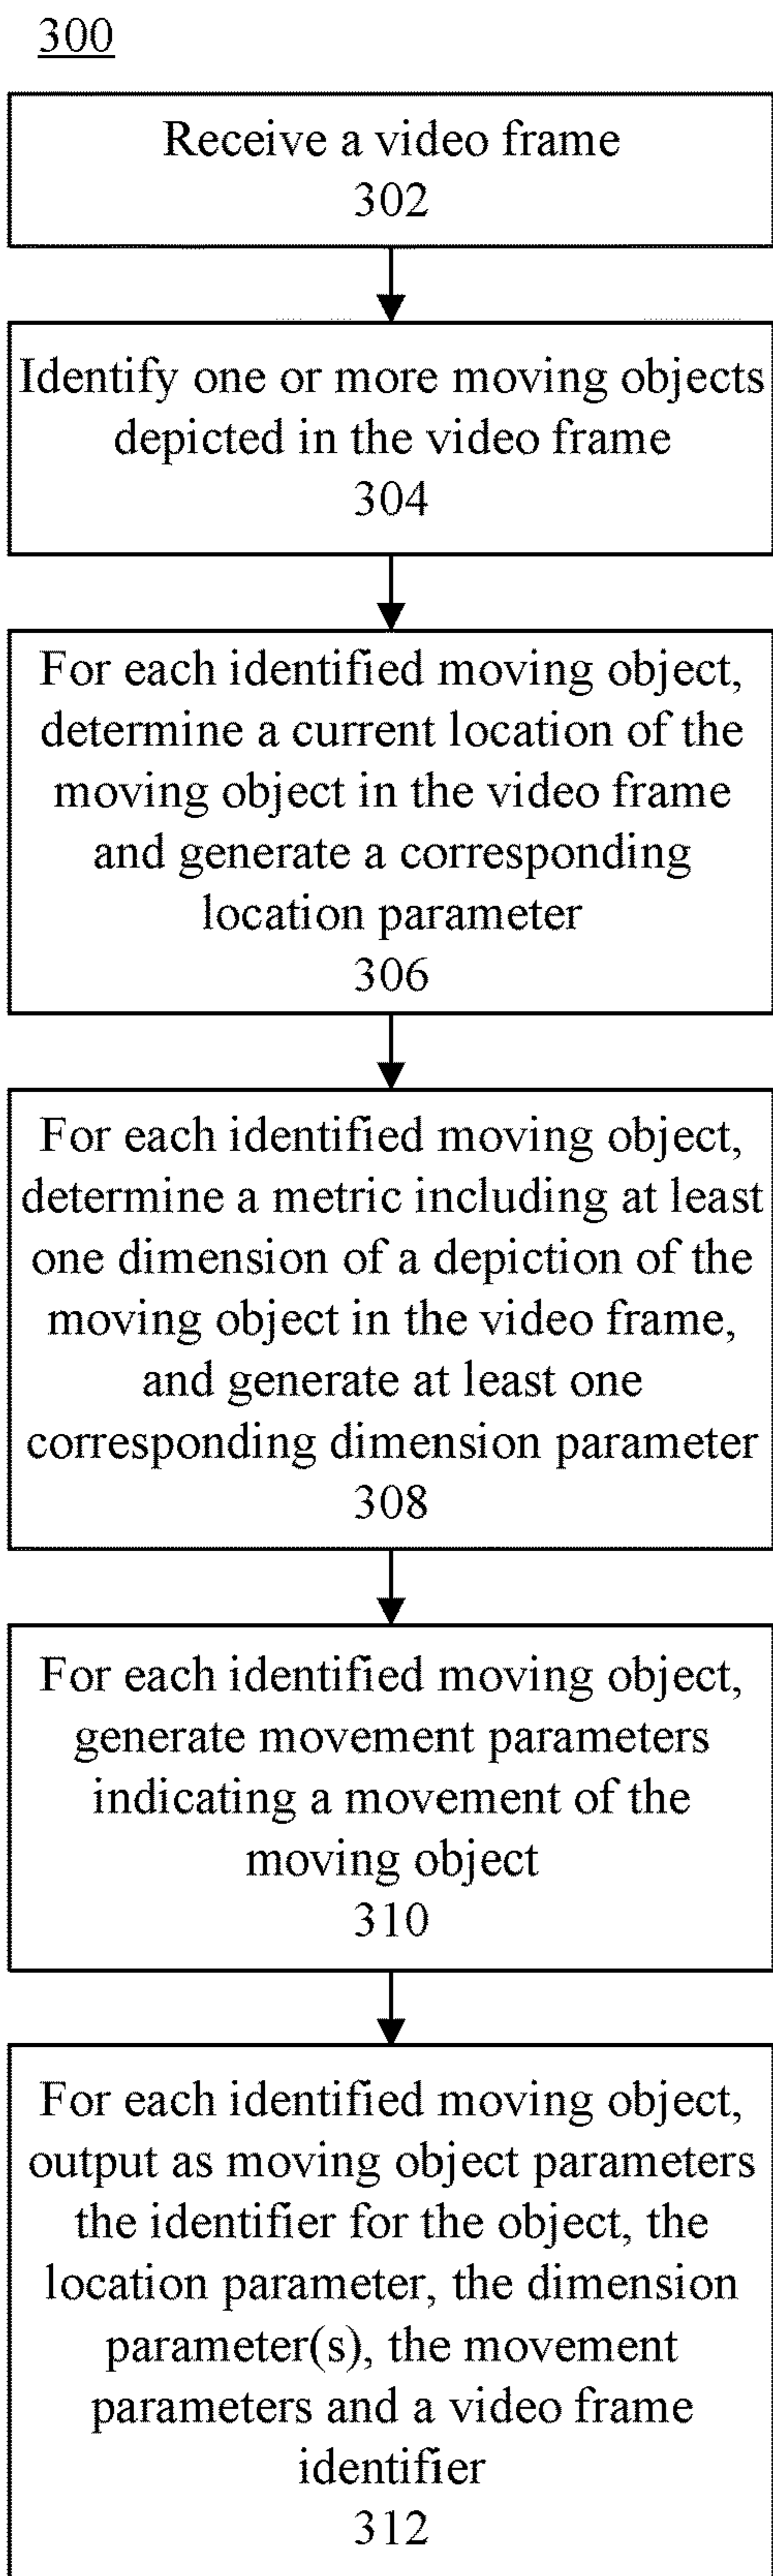 300
Receive a video frame
302
Identify one or more moving objects
depicted in the video frame
304
For each identified moving object,
determine a current location of the
moving object in the video frame
and generate a corresponding
location parameter
306
For each identified moving object,
determine a metric including at least
one dimension of a depiction of the
moving object in the video frame,
and generate at least one
corresponding dimension parameter
308
For each identified moving object,
generate movement parameters
indicating a movement of the
moving object
310
For each identified moving object,
output as moving object parameters
the identifier for the object, the
location parameter, the dimension
parameter(s), the movement
parameters and a video frame
identifier
312